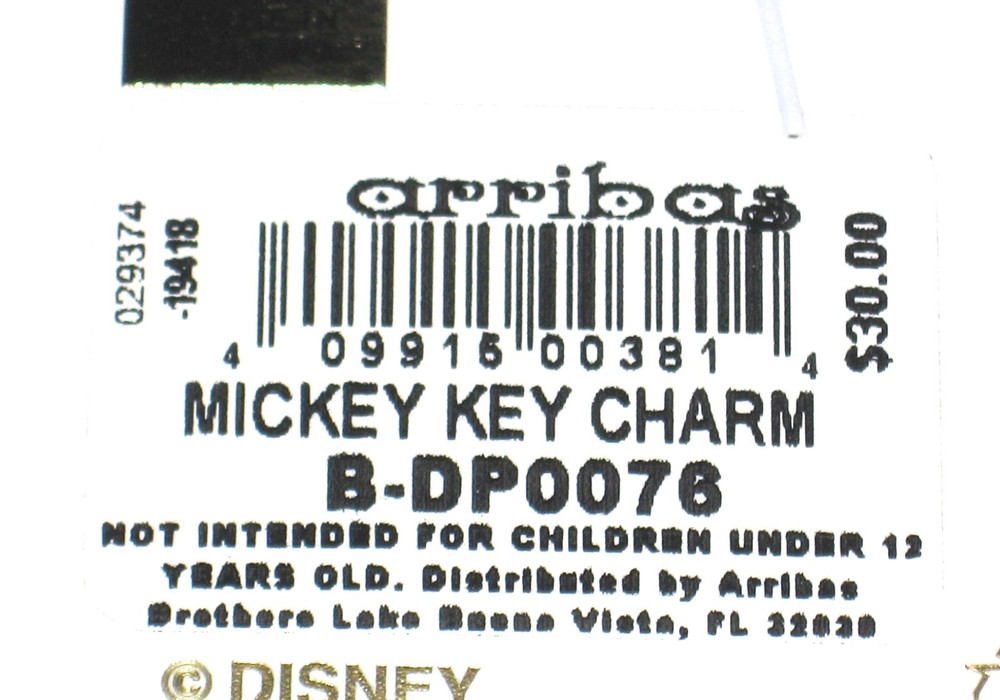 arribas
029374
-19418
$30.00
4 09915 00381 4
MICKEY KEY CHARM
B-DP0076
NOT INTENDED FOR CHILDREN UNDER 12
YEARS OLD. Distributed by Arribas
Brothers Lake Buena Vista, FL 32830
© DISNEY